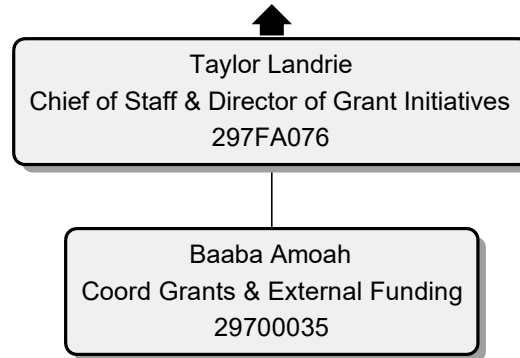 Taylor Landrie
Chief of Staff & Director of Grant Initiatives
297FA076
Baaba Amoah
Coord Grants & External Funding
29700035